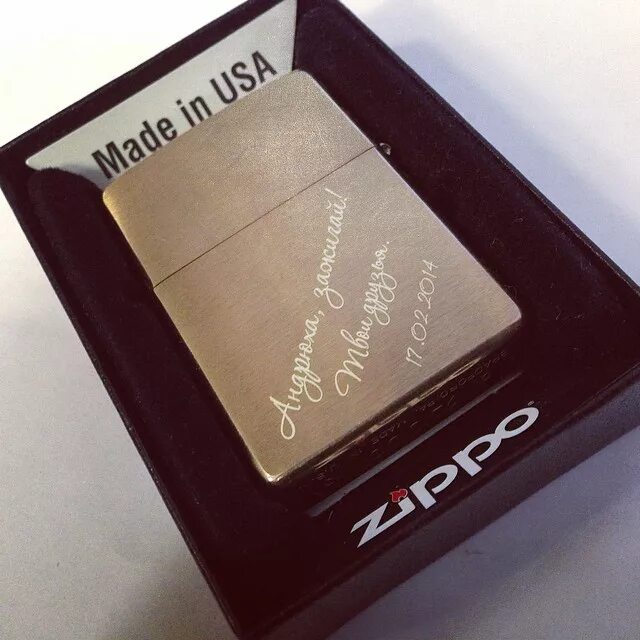 Made in USA
Андрюха, зажигай!
Твои друзья.
17.02.2014
zippo